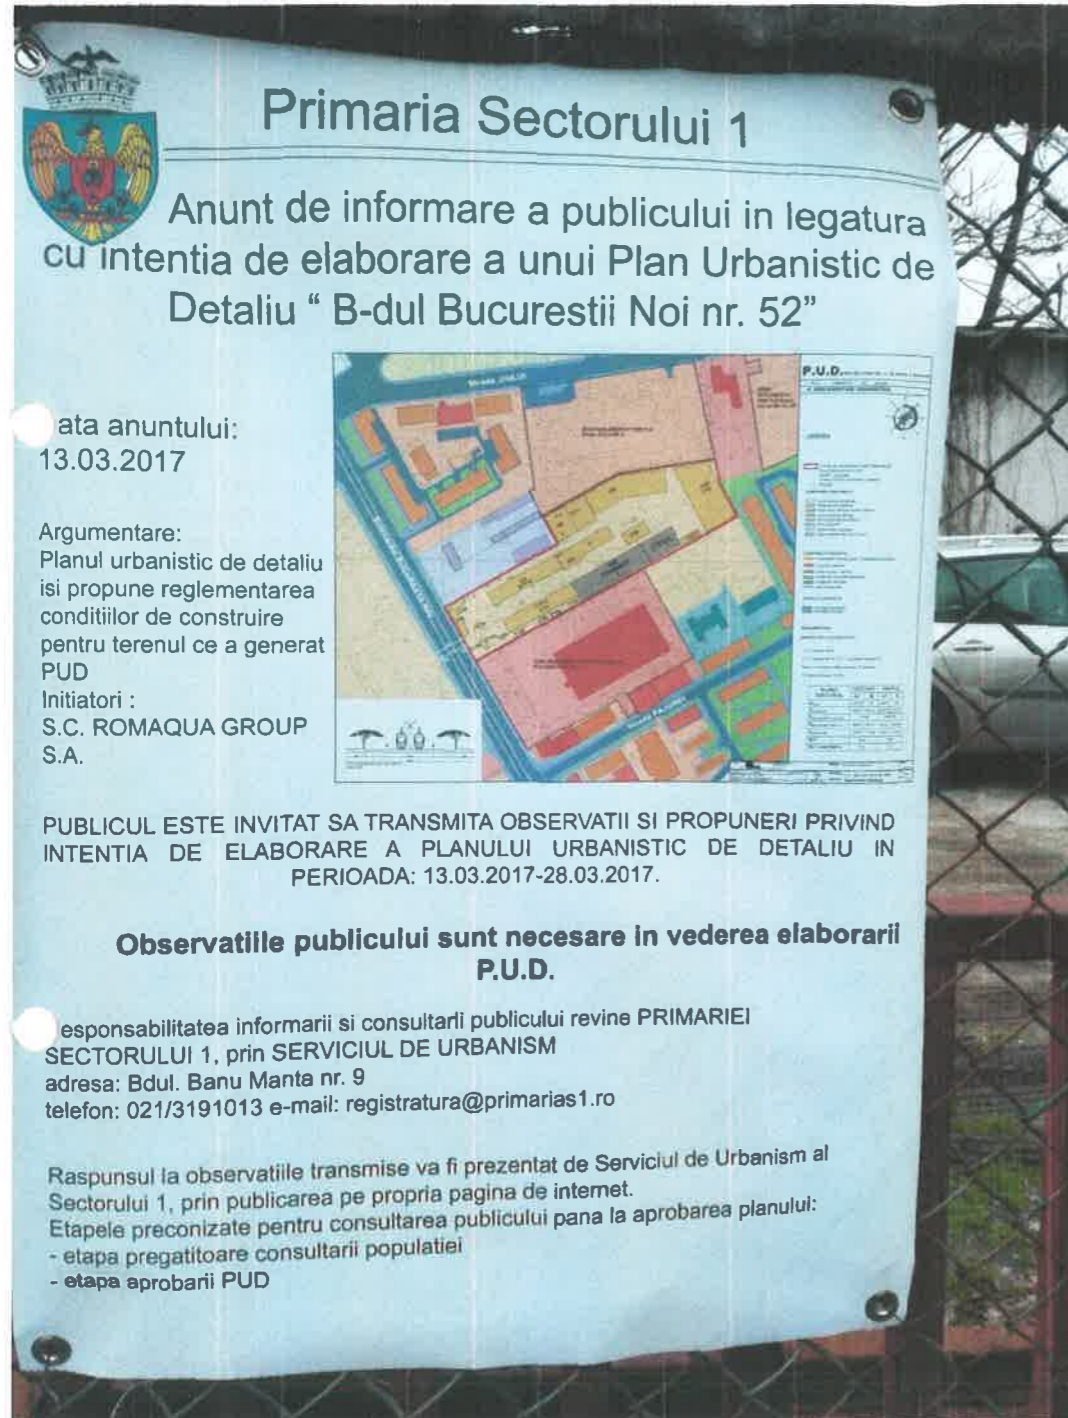 Primaria Sectorului 1
Anunt de informare a publicului in legatura
cu intentia de elaborare a unui Plan Urbanistic de
Detaliu “ B-dul Bucurestii Noi nr. 52”
P.U.D.
ata anuntului:
13.03.2017
Argumentare:
Planul urbanistic de detaliu
isi propune reglementarea
conditiilor de construire
pentru terenul ce a generat
PUD
Initiatori :
S.C. ROMAQUA GROUP
S.A.
PUBLICUL ESTE INVITAT SA TRANSMITA OBSERVATII SI PROPUNERI PRIVIND
INTENTIA DE ELABORARE A PLANULUI URBANISTIC DE DETALIU IN
PERIOADA: 13.03.2017-28.03.2017.
Observatiile publicului sunt necesare in vederea elaborarii
P.U.D.
esponsabilitatea informarii si consultarii publicului revine PRIMARIEI
SECTORULUI 1, prin SERVICIUL DE URBANISM
adresa: Bdul. Banu Manta nr. 9
telefon: 021/3191013 e-mail: registratura@primarias1.ro
Raspunsul la observatiile transmise va fi prezentat de Serviciul de Urbanism al
Sectorului 1, prin publicarea pe propria pagina de internet.
Etapele preconizate pentru consultarea publicului pana la aprobarea planului:
- etapa pregatitoare consultarii populatiei
- etapa aprobarii PUD